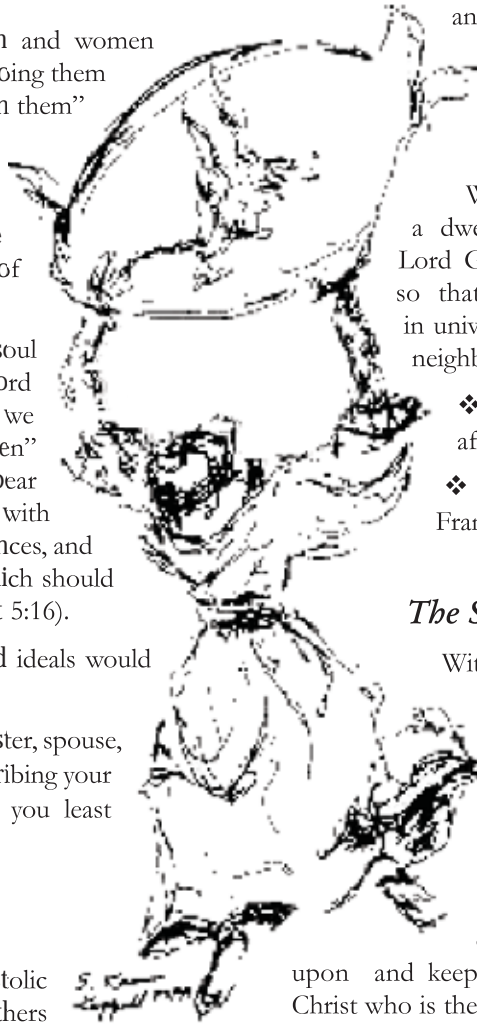 and women
oing them
them”
of
soul
ord
we
en”
Dear
with
nces, and
ich should
5:16).
ideals would
ster, spouse,
ribing your
you least
tolic
thers
an
W
a dwe
Lord G
so that
in univ
neighb
❖
af
❖
Fran
The S
Wit
upon and keep
Christ who is the